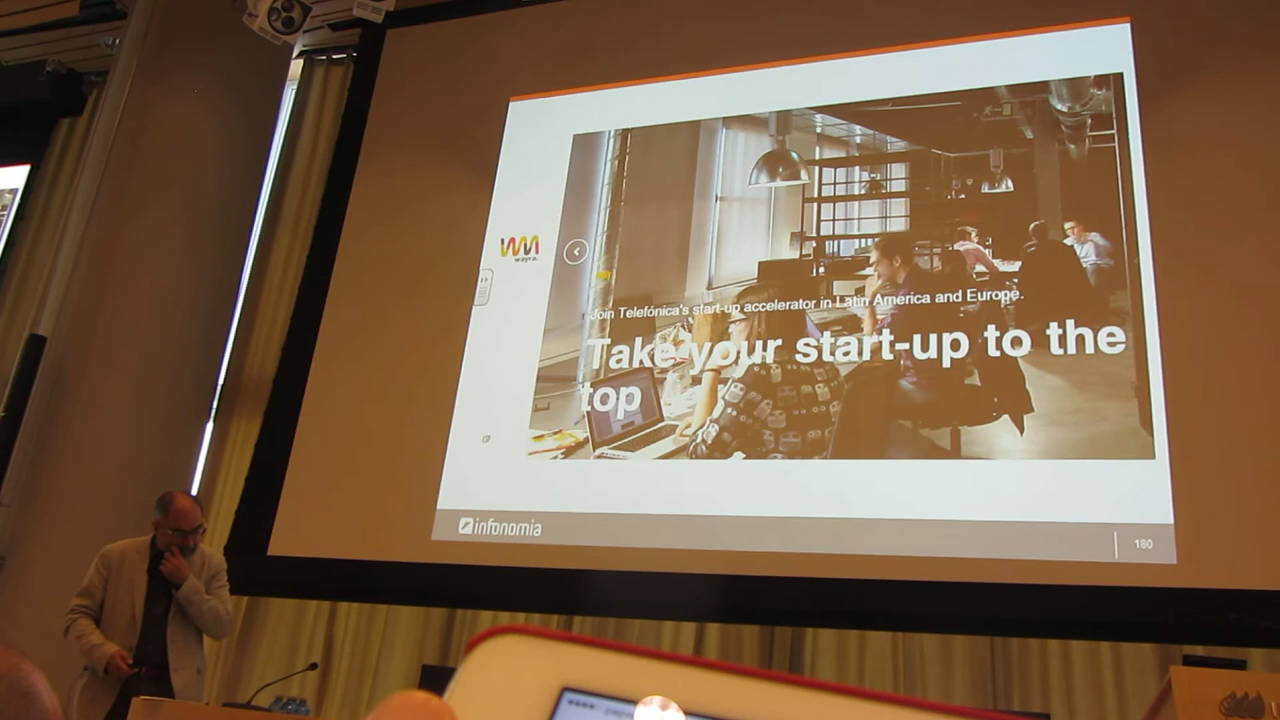 wayra.
Join Telefónica's start-up accelerator in Latin America and Europe.
Take your start-up to the
top
infonomia
180